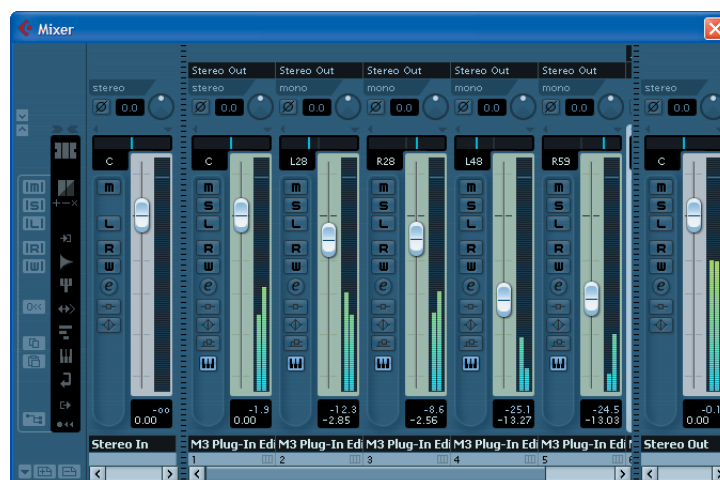 Mixer
Stereo Out Stereo Out Stereo Out Stereo Out Stereo Out
stereo stereo mono mono mono mono stereo
0.0 0.0 0.0 0.0 0.0 0.0 0.0
C C L28 R28 L48 R59 C
m m m m m m m
S S S S S S
L L L L L L L
R R R R R R R
W W W W W W W
e e e e e e e
[M]
[S]
[L]
[R]
[W]
0<<
-oo -1.9 -12.3 -8.6 -25.1 -24.5 -0.1
0.00 0.00 -2.85 -2.56 -13.27 -13.03 0.00
Stereo In M3 Plug-In Edi M3 Plug-In Edi M3 Plug-In Edi M3 Plug-In Edi M3 Plug-In Edi Stereo Out
1 2 3 4 5